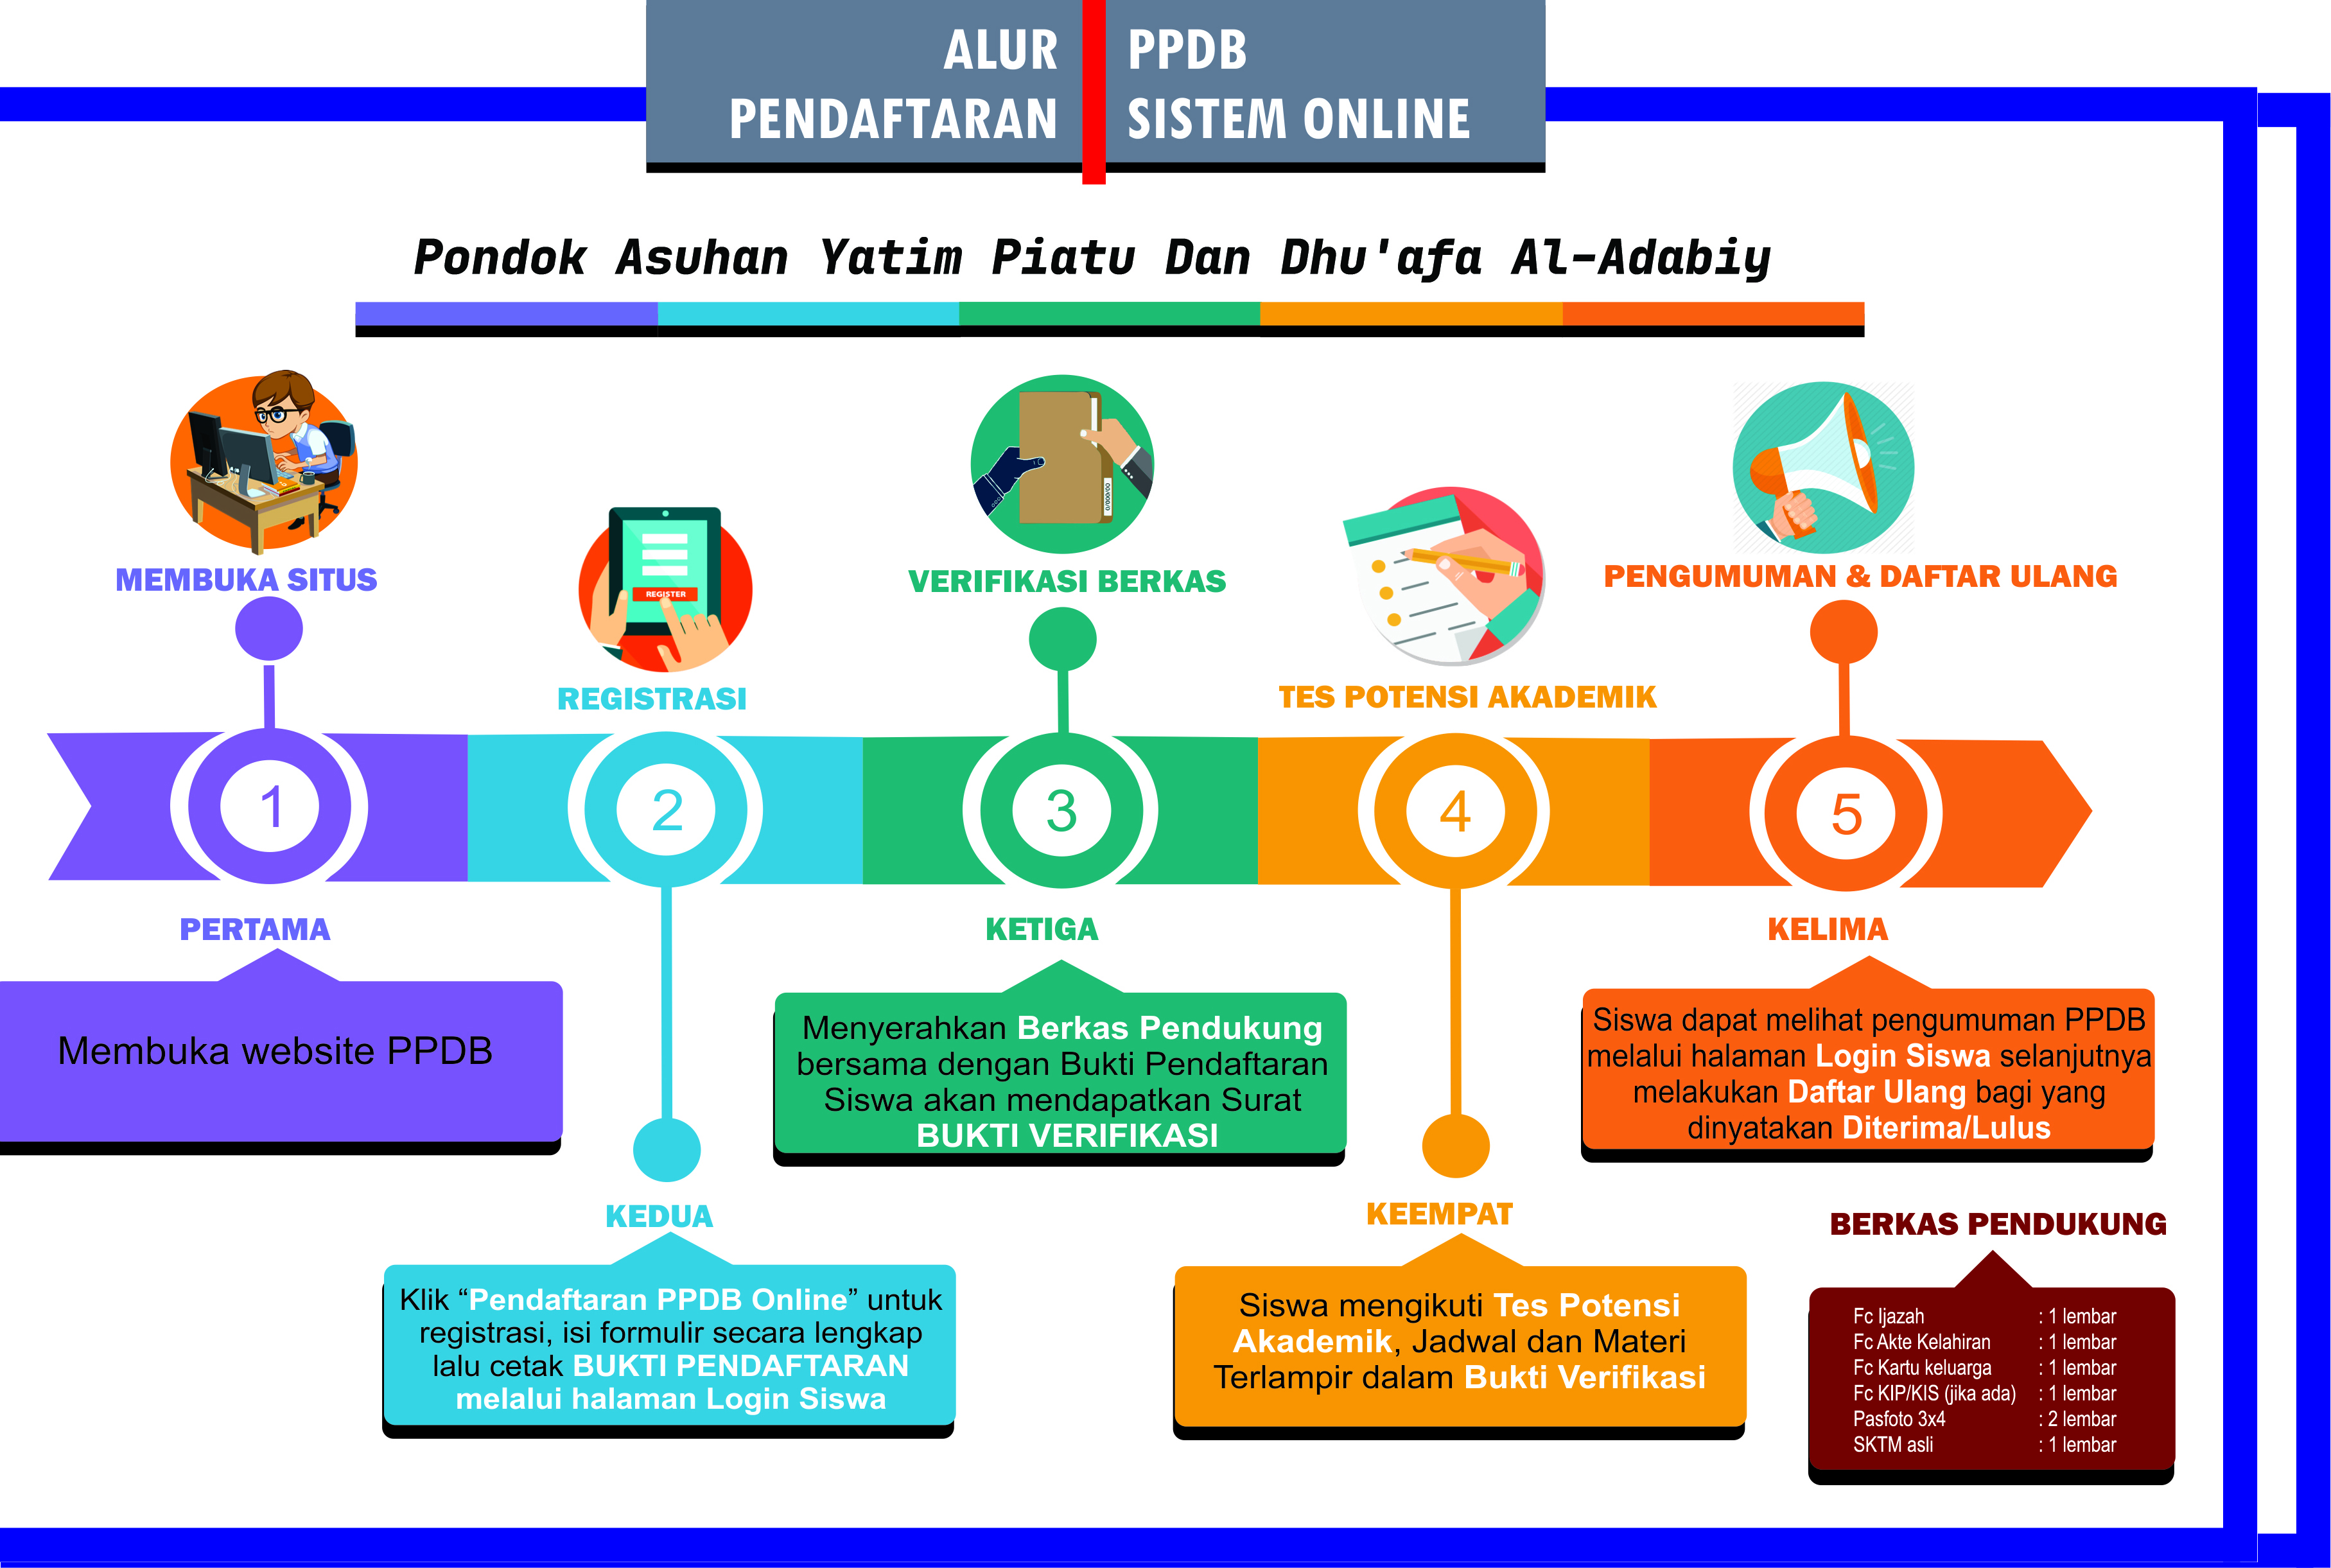 ALUR
PENDAFTARAN
PPDB
SISTEM ONLINE
Pondok Asuhan Yatim Piatu Dan Dhu'afa Al-Adabiy
MEMBUKA SITUS
REGISTER
REGISTRASI
00/000/0
VERIFIKASI BERKAS
TES POTENSI AKADEMIK
PENGUMUMAN & DAFTAR ULANG
1
2
3
4
5
PERTAMA
Membuka website PPDB
KEDUA
Klik “Pendaftaran PPDB Online” untuk
registrasi, isi formulir secara lengkap
lalu cetak BUKTI PENDAFTARAN
melalui halaman Login Siswa
KETIGA
Menyerahkan Berkas Pendukung
bersama dengan Bukti Pendaftaran
Siswa akan mendapatkan Surat
BUKTI VERIFIKASI
KEEMPAT
Siswa mengikuti Tes Potensi
Akademik, Jadwal dan Materi
Terlampir dalam Bukti Verifikasi
KELIMA
Siswa dapat melihat pengumuman PPDB
melalui halaman Login Siswa selanjutnya
melakukan Daftar Ulang bagi yang
dinyatakan Diterima/Lulus
BERKAS PENDUKUNG
Fc Ijazah : 1 lembar
Fc Akte Kelahiran : 1 lembar
Fc Kartu keluarga : 1 lembar
Fc KIP/KIS (jika ada) : 1 lembar
Pasfoto 3x4 : 2 lembar
SKTM asli : 1 lembar